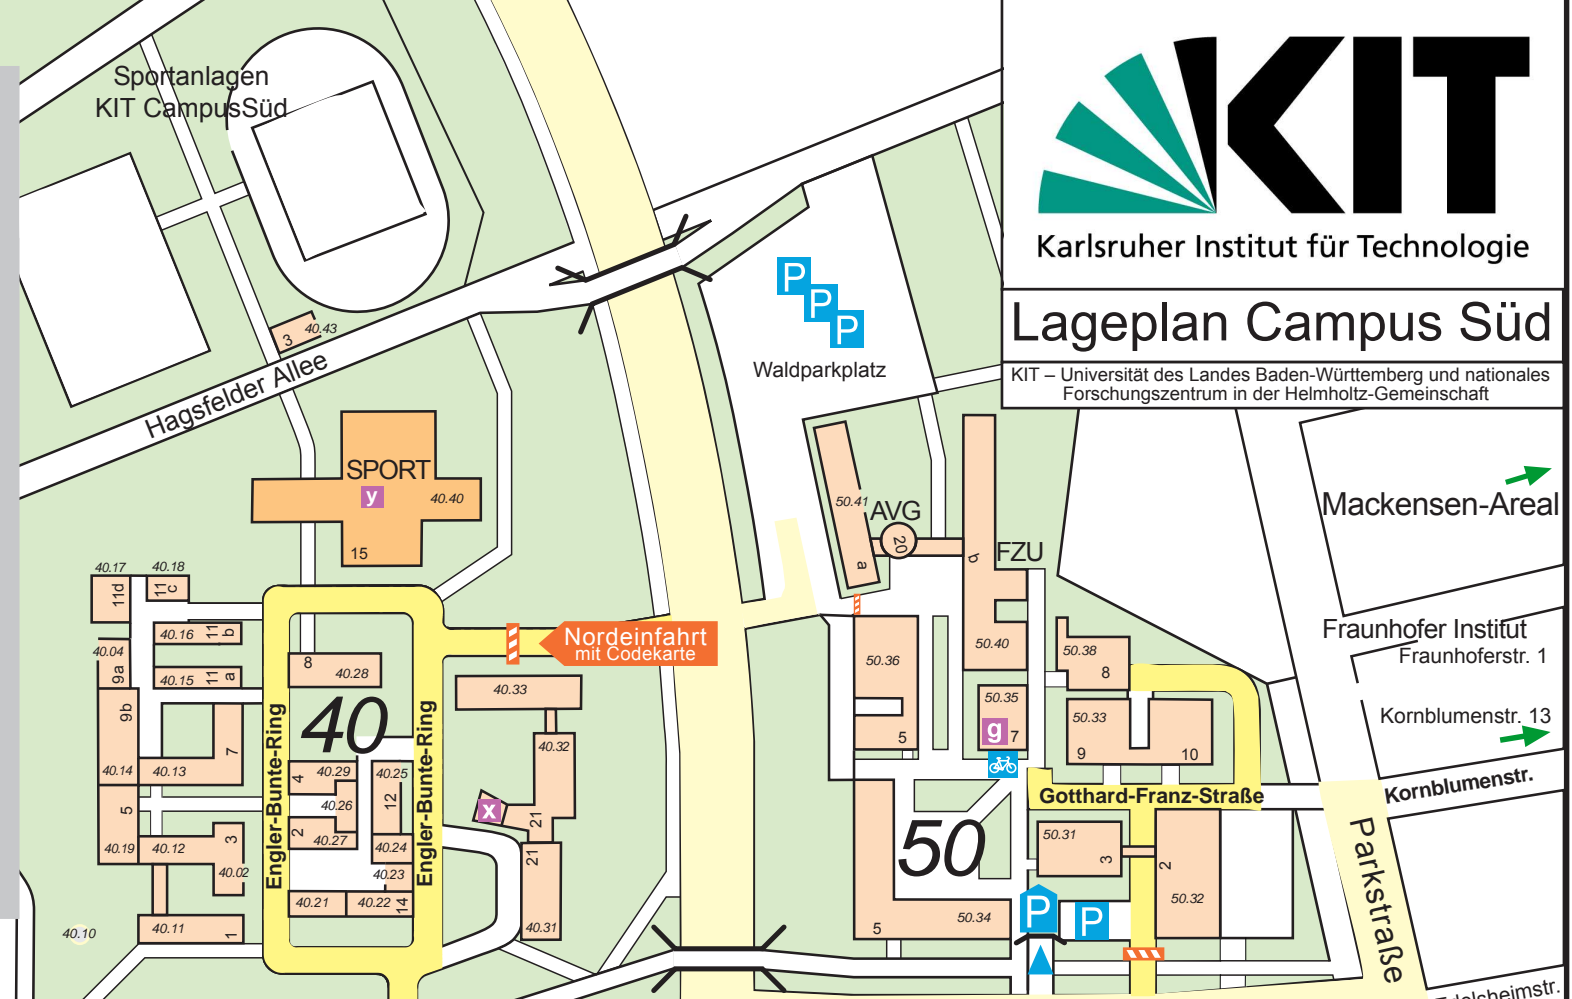 Sportanlagen
KIT CampusSüd
KIT
Karlsruher Institut für Technologie
Lageplan Campus Süd
KIT – Universität des Landes Baden-Württemberg und nationales
Forschungszentrum in der Helmholtz-Gemeinschaft
P
P
P
Waldparkplatz
3
40.43
Hagsfelder Allee
SPORT
y
40.40
15
50.41
AVG
20
a
b
FZU
Mackensen-Areal
40.17
40.18
11d
11
c
40.16
11
b
40.04
9a
40.15
11
a
8
40.28
Nordeinfahrt
mit Codekarte
50.36
5
50.40
50.38
8
Fraunhofer Institut
Fraunhoferstr. 1
9b
7
40.14
40.13
40
Engler-Bunte-Ring
Engler-Bunte-Ring
40.33
40.32
50.35
g
7
50.33
9
10
Kornblumenstr. 13
4
40.29
40.25
40.26
12
2
40.27
40.24
40.23
x
21
21
5
3
40.19
40.12
40.02
Gotthard-Franz-Straße
Kornblumenstr.
50
50.31
3
2
50.32
Parkstraße
40.21
40.22
14
40.31
40.10
40.11
1
5
50.34
P
P
Edelsheimstr.